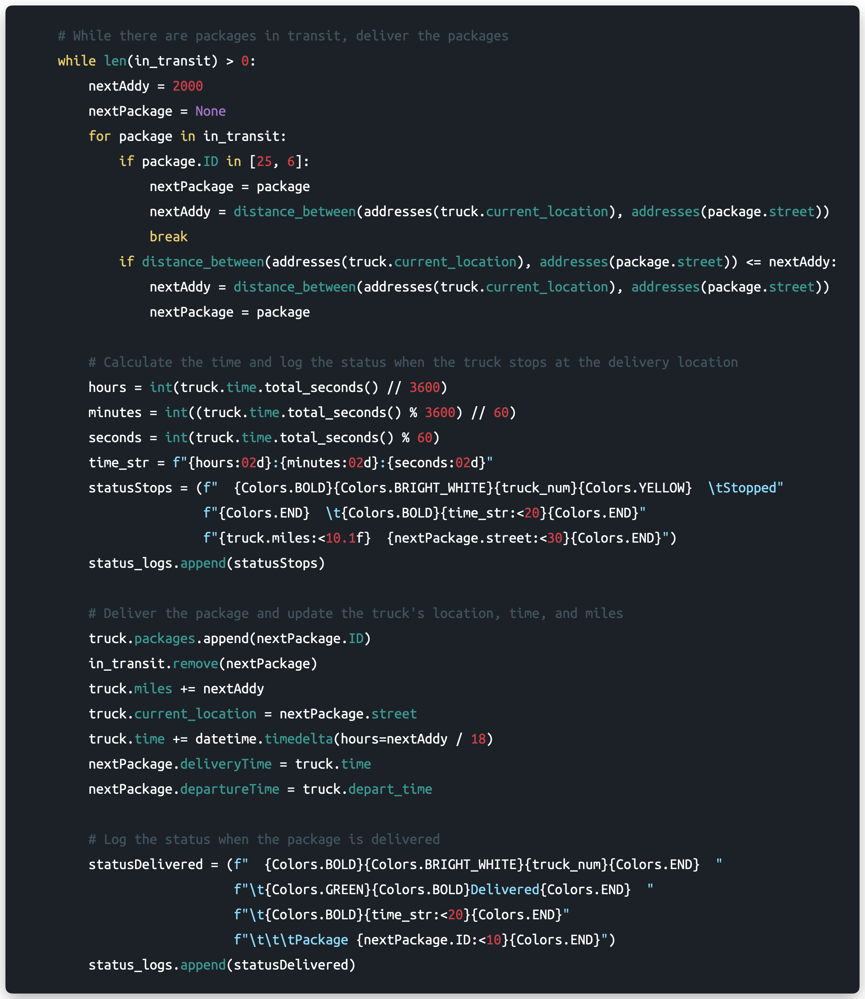 # While there are packages in transit, deliver the packages
while len(in_transit) > 0:
    nextAddy = 2000
    nextPackage = None
    for package in in_transit:
        if package.ID in [25, 6]:
            nextPackage = package
            nextAddy = distance_between(addresses(truck.current_location), addresses(package.street))
            break
        if distance_between(addresses(truck.current_location), addresses(package.street)) <= nextAddy:
            nextAddy = distance_between(addresses(truck.current_location), addresses(package.street))
            nextPackage = package

    # Calculate the time and log the status when the truck stops at the delivery location
    hours = int(truck.time.total_seconds() // 3600)
    minutes = int((truck.time.total_seconds() % 3600) // 60)
    seconds = int(truck.time.total_seconds() % 60)
    time_str = f"{hours:02d}:{minutes:02d}:{seconds:02d}"
    statusStops = (f"  {Colors.BOLD}{Colors.BRIGHT_WHITE}{truck_num}{Colors.YELLOW}  \tStopped"
                   f"{Colors.END}  \t{Colors.BOLD}{time_str:<20}{Colors.END}"
                   f"{truck.miles:<10.1f}  {nextPackage.street:<30}{Colors.END}")
    status_logs.append(statusStops)

    # Deliver the package and update the truck's location, time, and miles
    truck.packages.append(nextPackage.ID)
    in_transit.remove(nextPackage)
    truck.miles += nextAddy
    truck.current_location = nextPackage.street
    truck.time += datetime.timedelta(hours=nextAddy / 18)
    nextPackage.deliveryTime = truck.time
    nextPackage.departureTime = truck.depart_time

    # Log the status when the package is delivered
    statusDelivered = (f"  {Colors.BOLD}{Colors.BRIGHT_WHITE}{truck_num}{Colors.END}  "
                       f"\t{Colors.GREEN}{Colors.BOLD}Delivered{Colors.END}  "
                       f"\t{Colors.BOLD}{time_str:<20}{Colors.END}"
                       f"\t\t\tPackage {nextPackage.ID:<10}{Colors.END}")
    status_logs.append(statusDelivered)